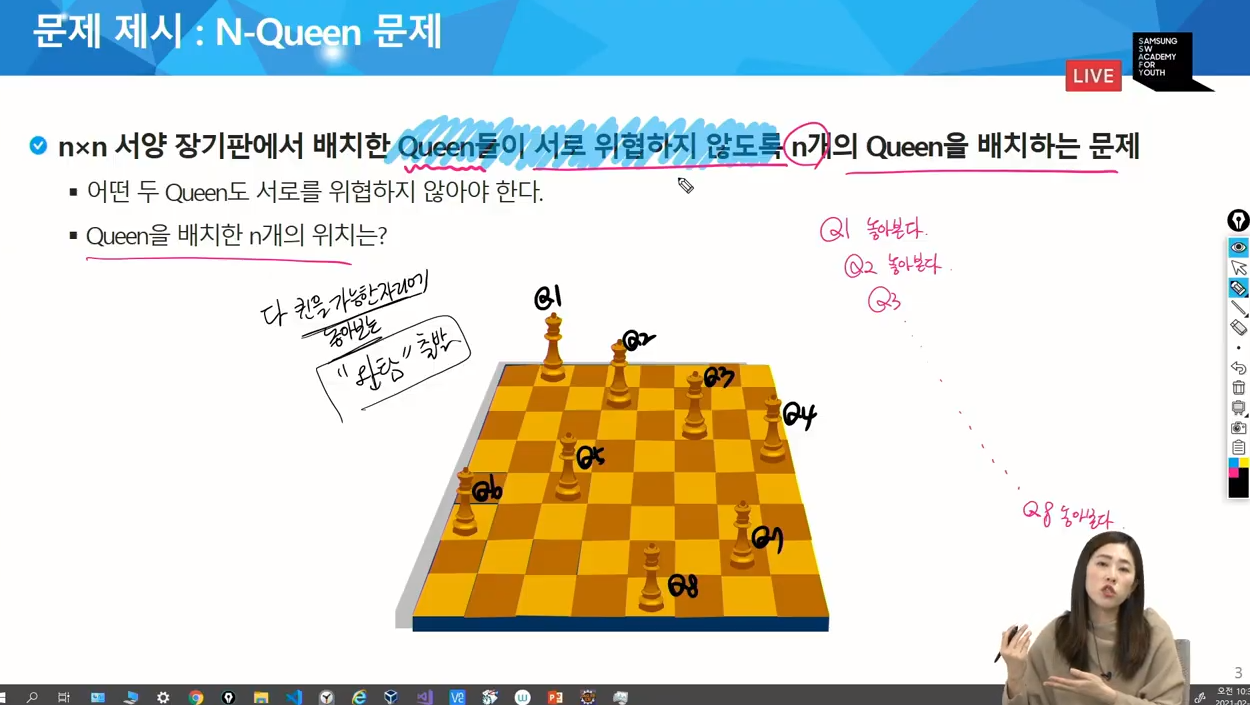 문제 제시 : N-Queen 문제
SAMSUNG
SW
ACADEMY
FOR
YOUTH
LIVE
n×n 서양 장기판에서 배치한 Queen들이 서로 위협하지 않도록 n개의 Queen을 배치하는 문제
어떤 두 Queen도 서로를 위협하지 않아야 한다.
Queen을 배치한 n개의 위치는?
Q1 놓아본다.
Q2 놓아본다.
Q3
Q8 놓아본다.
다 퀸을 가능한자리에
놓아보는
"완탐" 출발
Q1
Q2
Q3
Q4
Q5
Q6
Q7
Q8
3